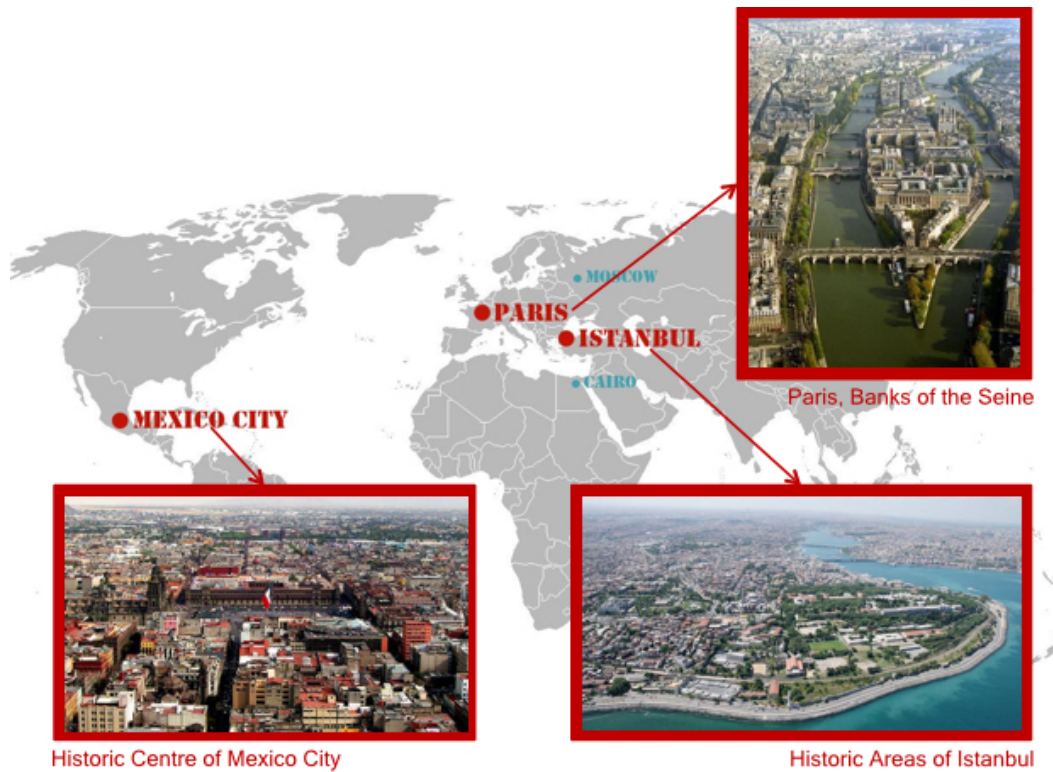 MOSCOW
PARIS
ISTANBUL
CAIRO
Paris, Banks of the Seine
MEXICO CITY
Historic Centre of Mexico City
Historic Areas of Istanbul